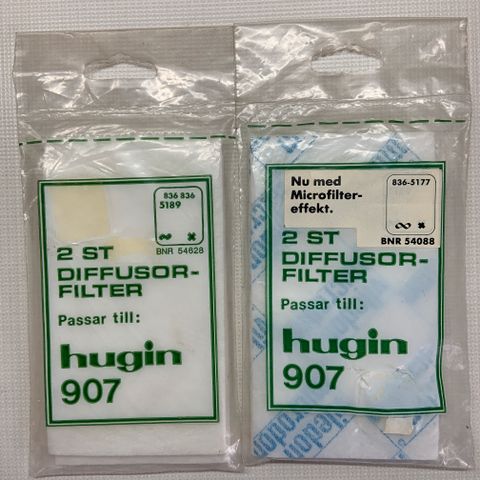 836 836
5189
BNR 54628
2 ST
DIFFUSOR-
FILTER
Passar till:
hugin
907
Nu med
Microfilter-
effekt.
836-5177
BNR 54088
2 ST
DIFFUSOR-
FILTER
Passar till:
hugin
907